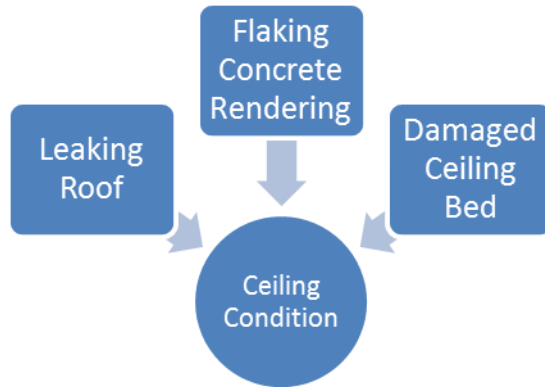 Flaking
Concrete
Rendering
Leaking
Roof
Damaged
Ceiling
Bed
Ceiling
Condition